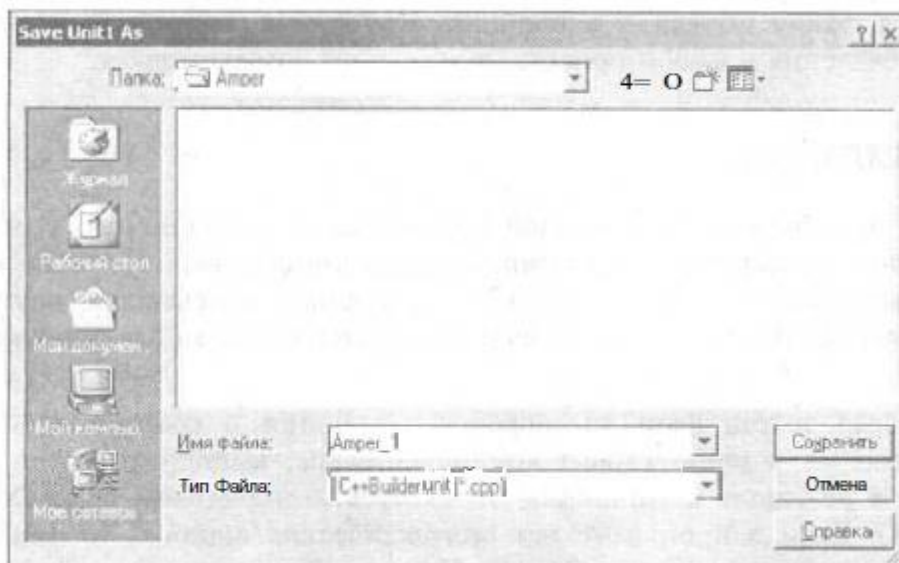 Save Unit1 As
? ×
Папка: Amper
4= O
Журнал
Рабочий стол
Мои докумен..
Мой компью..
Мое сетевое..
Имя файла: Amper_1
Сохранить
Тип Файла; C++Builder unit (*.cpp)
Отмена
Справка